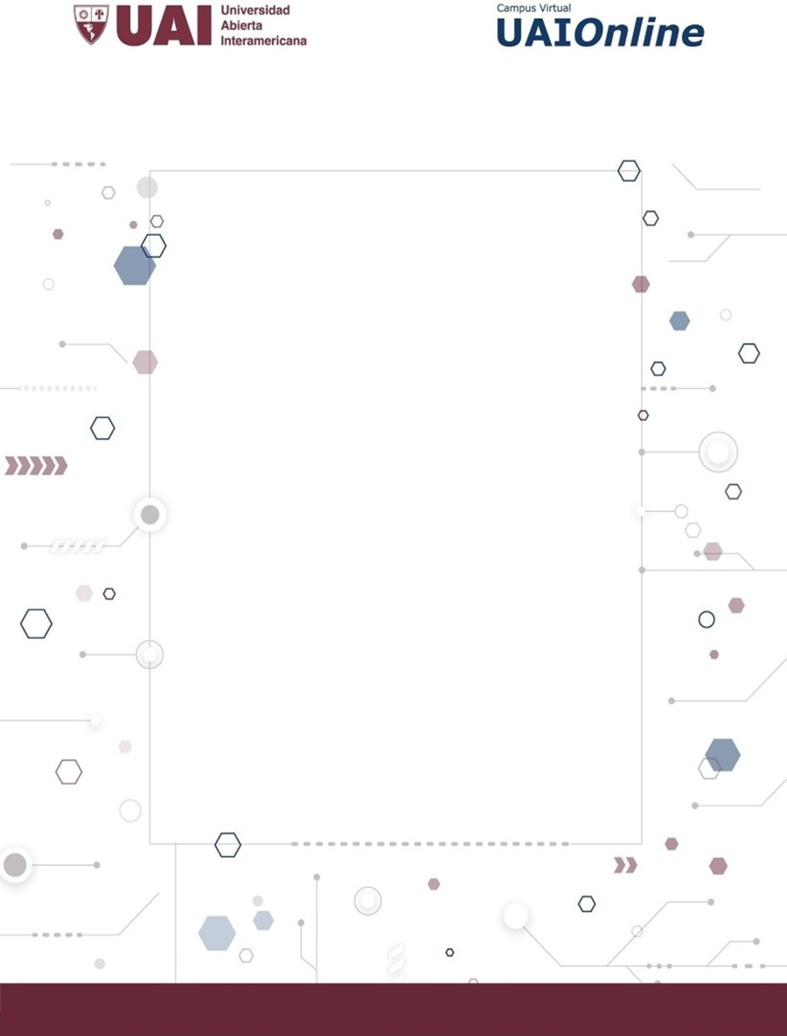 UAI
Universidad
Abierta
Interamericana
Campus Virtual
UAIOnline